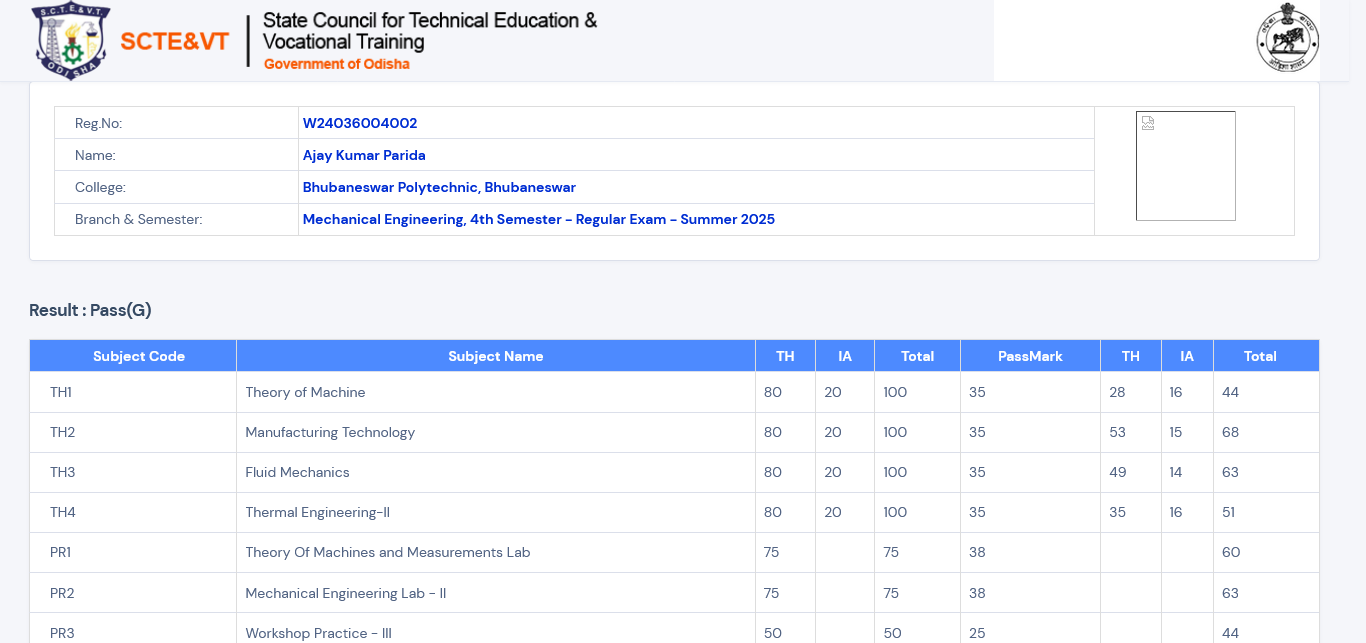 S.C.T.E.& V.T.
ODISHA
SCTE&VT
State Council for Technical Education &
Vocational Training
Government of Odisha
Reg.No: W24036004002
Name: Ajay Kumar Parida
College: Bhubaneswar Polytechnic, Bhubaneswar
Branch & Semester: Mechanical Engineering, 4th Semester - Regular Exam - Summer 2025
Result : Pass(G)
Subject Code Subject Name TH IA Total PassMark TH IA Total
TH1 Theory of Machine 80 20 100 35 28 16 44
TH2 Manufacturing Technology 80 20 100 35 53 15 68
TH3 Fluid Mechanics 80 20 100 35 49 14 63
TH4 Thermal Engineering-II 80 20 100 35 35 16 51
PR1 Theory Of Machines and Measurements Lab 75 75 38 60
PR2 Mechanical Engineering Lab - II 75 75 38 63
PR3 Workshop Practice - III 50 50 25 44